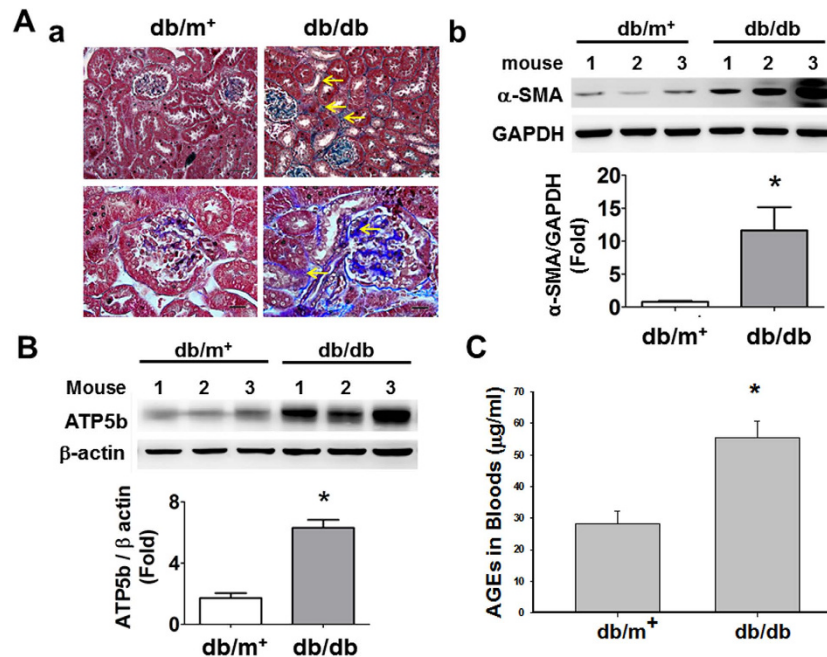 A
a
db/m+
db/db
b
db/m+
db/db
mouse
1
2
3
1
2
3
α-SMA
GAPDH
20
15
10
5
0
α-SMA/GAPDH
(Fold)
*
db/m+
db/db
B
db/m+
db/db
Mouse
1
2
3
1
2
3
ATP5b
β-actin
8
4
0
ATP5b / β actin
(Fold)
*
db/m+
db/db
C
70
60
50
40
30
20
10
0
AGEs in Bloods (μg/ml)
*
db/m+
db/db